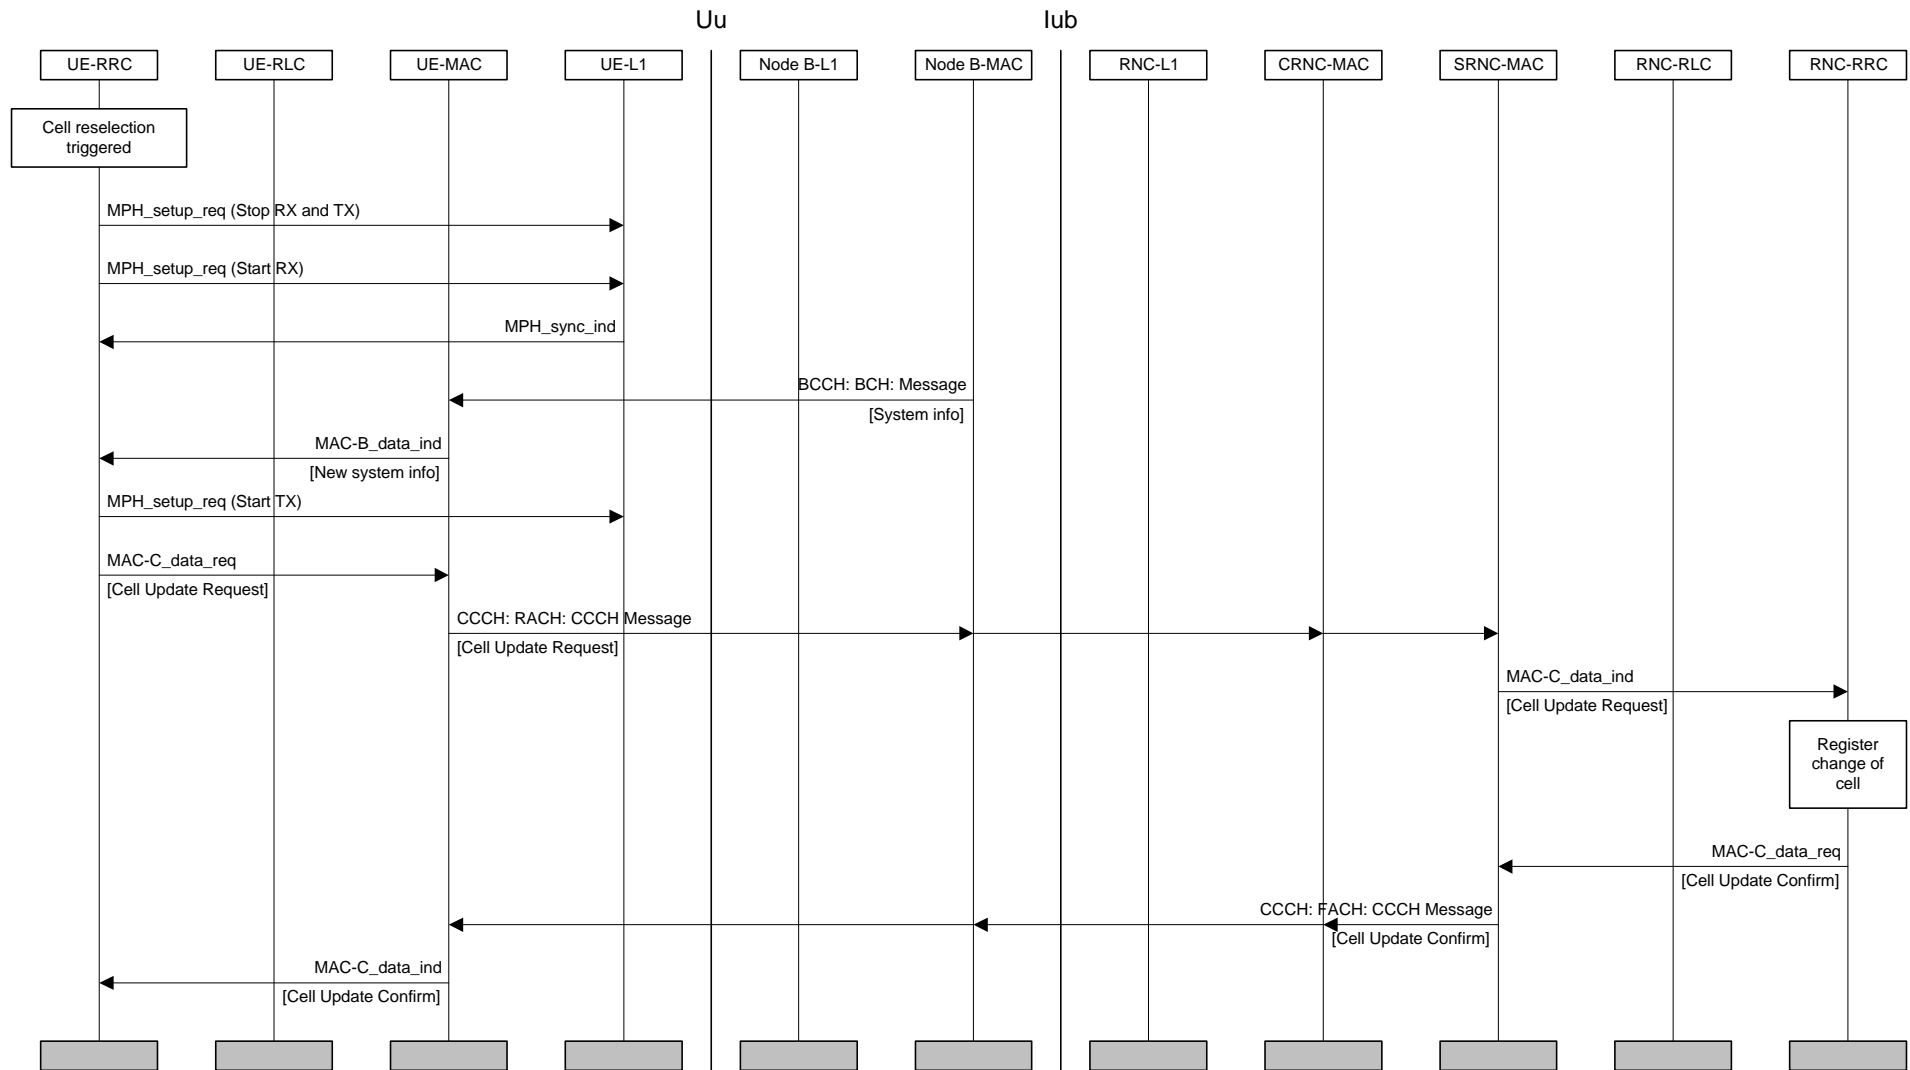 Uu
Iub
UE-RRC
UE-RLC
UE-MAC
UE-L1
Node B-L1
Node B-MAC
RNC-L1
CRNC-MAC
SRNC-MAC
RNC-RLC
RNC-RRC
Cell reselection
triggered
MPH_setup_req (Stop RX and TX)
MPH_setup_req (Start RX)
MPH_sync_ind
BCCH: BCH: Message
[System info]
MAC-B_data_ind
[New system info]
MPH_setup_req (Start TX)
MAC-C_data_req
[Cell Update Request]
CCCH: RACH: CCCH Message
[Cell Update Request]
MAC-C_data_ind
[Cell Update Request]
Register
change of
cell
MAC-C_data_req
[Cell Update Confirm]
CCCH: FACH: CCCH Message
[Cell Update Confirm]
MAC-C_data_ind
[Cell Update Confirm]